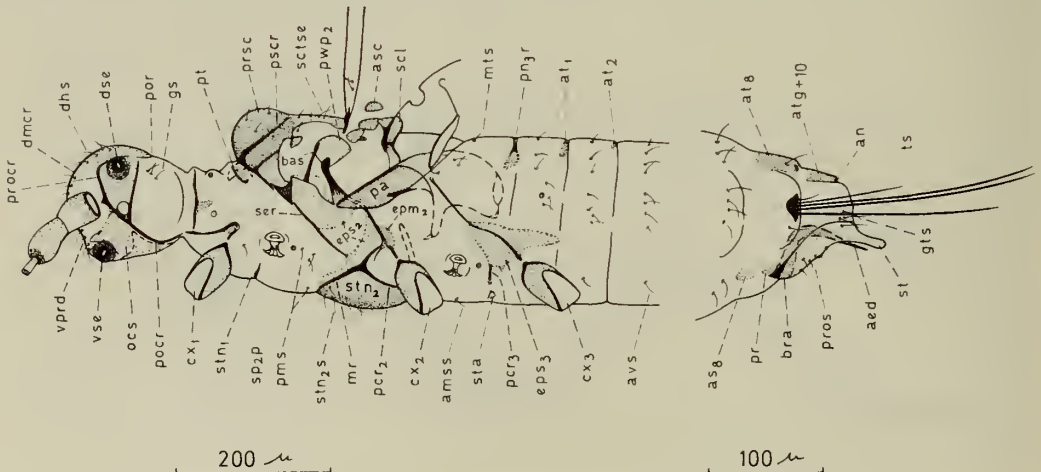 procr
dmcr
dhs
dse
por
gs
pt
prsc
pscr
sctse
pwp2
asc
scl
mts
pn3r
at1
at2
at8
atg+10
an
ts
bas
pa
ser
eps2
epm2
stn2
vprd
vse
ocs
pocr
cx1
stn1
sp2p
pms
stn2s
mr
pcr2
cx2
amss
sta
pcr3
eps3
cx3
avs
as8
pr
bra
pros
aed
st
gts
200 μ
100 μ